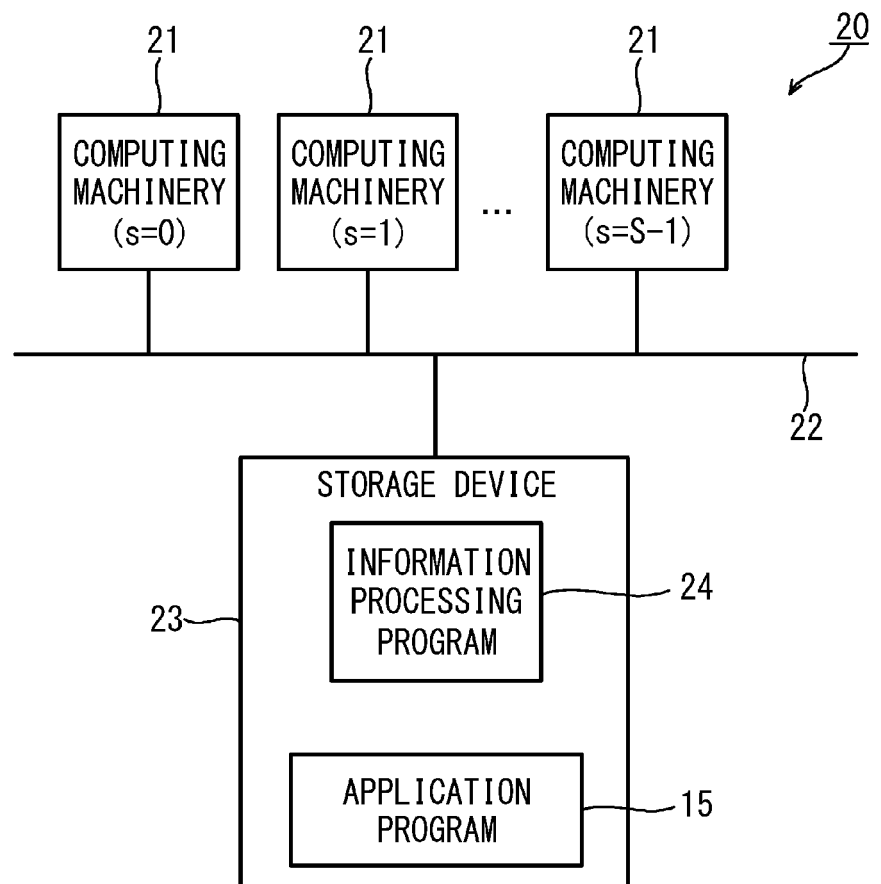 21
21
21
20
COMPUTING
MACHINERY
(s=0)
COMPUTING
MACHINERY
(s=1)
...
COMPUTING
MACHINERY
(s=S-1)
22
STORAGE DEVICE
INFORMATION
PROCESSING
PROGRAM
24
23
APPLICATION
PROGRAM
15